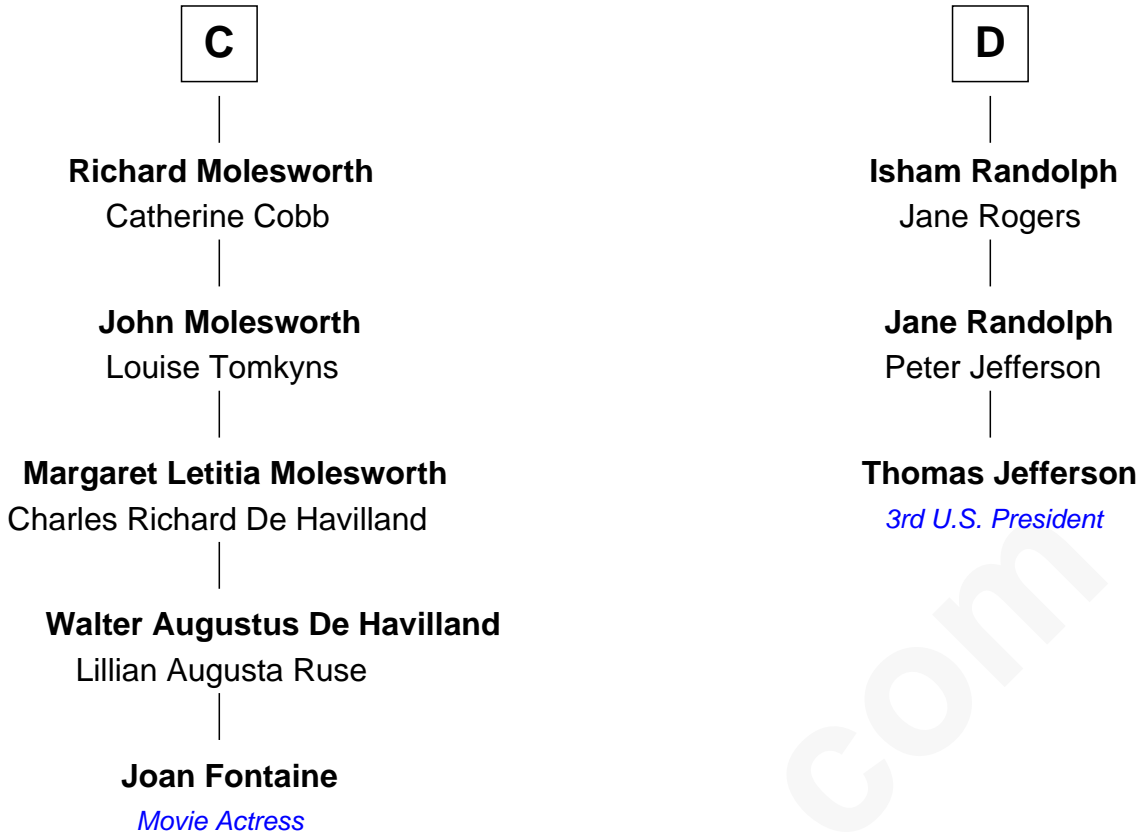 C
Richard Molesworth
Catherine Cobb
John Molesworth
Louise Tomkyns
Margaret Letitia Molesworth
Charles Richard De Havilland
Walter Augustus De Havilland
Lillian Augusta Ruse
Joan Fontaine
Movie Actress
D
Isham Randolph
Jane Rogers
Jane Randolph
Peter Jefferson
Thomas Jefferson
3rd U.S. President
com